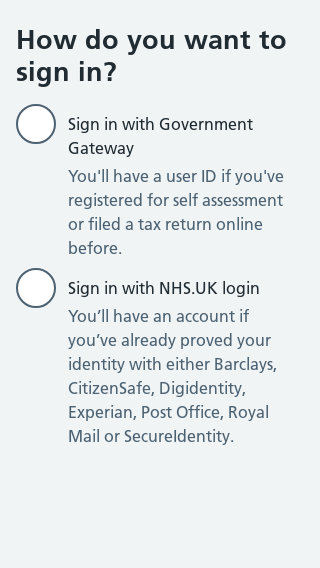 How do you want to
sign in?
Sign in with Government
Gateway
You'll have a user ID if you've
registered for self assessment
or filed a tax return online
before.
Sign in with NHS.UK login
You’ll have an account if
you’ve already proved your
identity with either Barclays,
CitizenSafe, Digidentity,
Experian, Post Office, Royal
Mail or SecureIdentity.